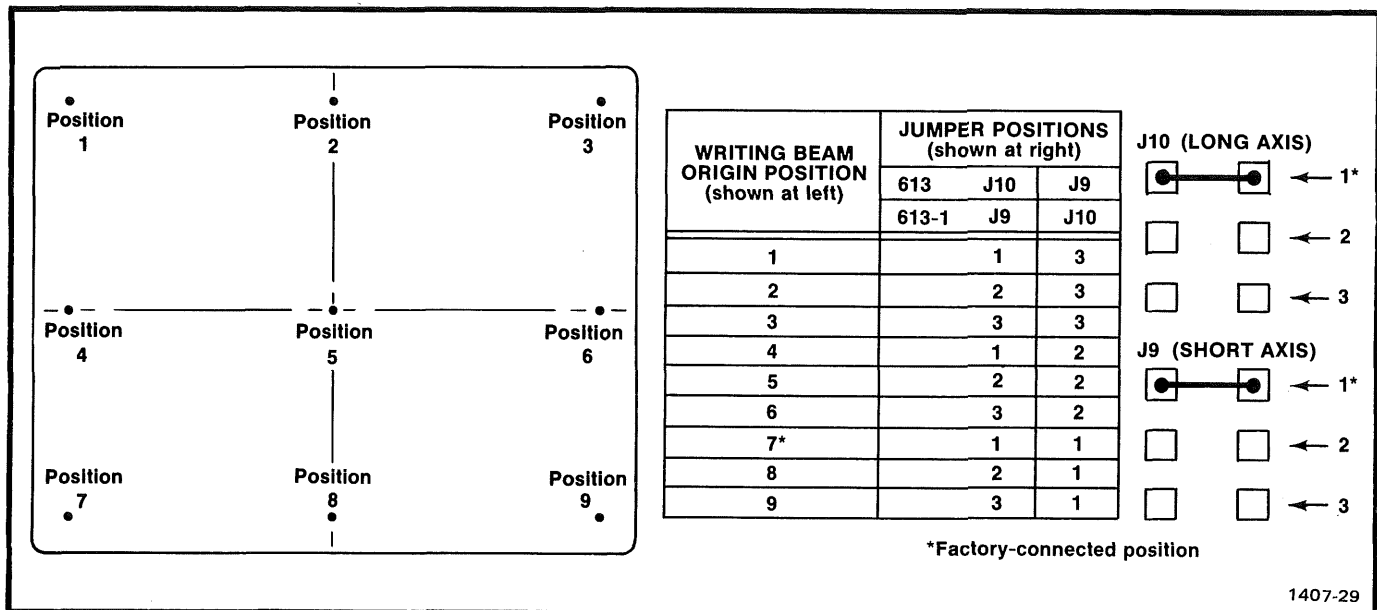 Position
1
Position
2
Position
3
Position
4
Position
5
Position
6
Position
7
Position
8
Position
9
WRITING BEAM
ORIGIN POSITION
(shown at left)
JUMPER POSITIONS
(shown at right)
613 J10 J9
613-1 J9 J10
1 1 3
2 2 3
3 3 3
4 1 2
5 2 2
6 3 2
7* 1 1
8 2 1
9 3 1
J10 (LONG AXIS)
1*
2
3
J9 (SHORT AXIS)
1*
2
3
*Factory-connected position
1407-29